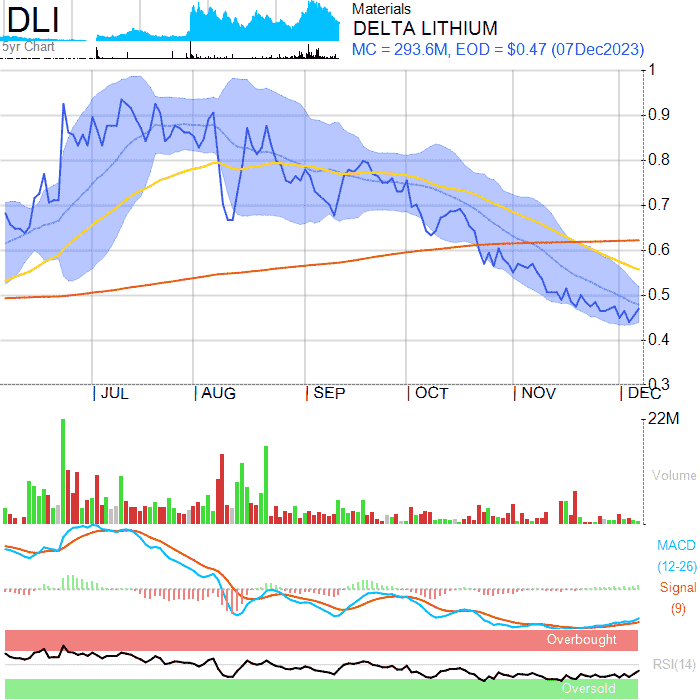 DLI
5yr Chart
Materials
DELTA LITHIUM
MC = 293.6M, EOD = $0.47 (07Dec2023)
1
0.9
0.8
0.7
0.6
0.5
0.4
0.3
JUL AUG SEP OCT NOV DEC
22M
Volume
MACD
(12-26)
Signal
(9)
Overbought
RSI(14)
Oversold